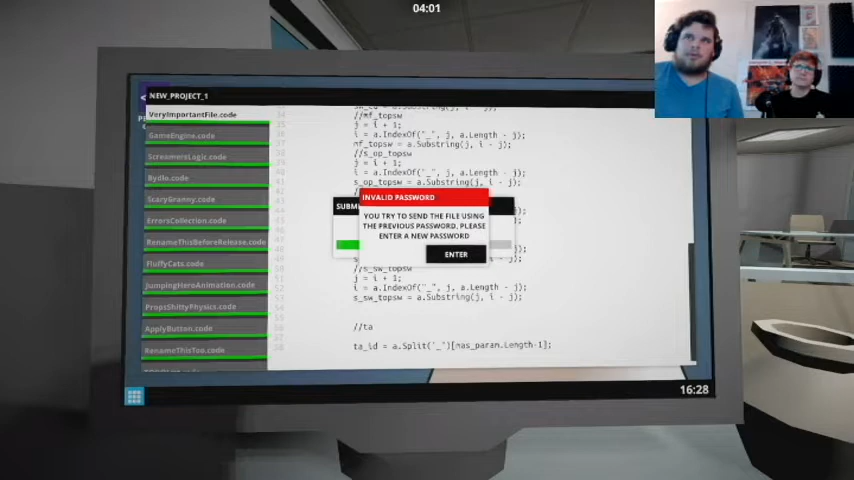 04:01
NEW_PROJECT_1
VeryImportantFile.code
GameEngine.code
ScreamersLogic.code
Bydlo.code
ScaryGranny.code
ErrorsCollection.code
RenameThisBeforeRelease.code
FluffyCats.code
JumpingHeroAnimation.code
PropsShittyPhysics.code
ApplyButton.code
RenameThisToo.code
//mf_topsw
j = i + 1;
i = a.IndexOf("_", j, a.Length - j);
mf_topsw = a.Substring(j, i - j);
//s_op_topsw
j = i + 1;
i = a.IndexOf("_", j, a.Length - j);
s_op_topsw = a.Substring(j, i - j);
INVALID PASSWORD
YOU TRY TO SEND THE FILE USING
THE PREVIOUS PASSWORD. PLEASE
ENTER A NEW PASSWORD
ENTER
//s_sw_topsw
j = i + 1;
i = a.IndexOf("_", j, a.Length - j);
s_sw_topsw = a.Substring(j, i - j);
//ta
ta_id = a.Split('_')[mas_param.Length-1];
16:28